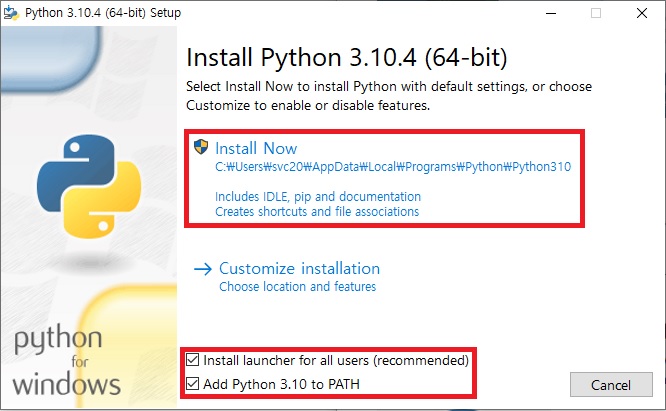 Python 3.10.4 (64-bit) Setup
Install Python 3.10.4 (64-bit)
Select Install Now to install Python with default settings, or choose
Customize to enable or disable features.
Install Now
C:₩Users₩svc20₩AppData₩Local₩Programs₩Python₩Python310
Includes IDLE, pip and documentation
Creates shortcuts and file associations
Customize installation
Choose location and features
python
for
windows
Install launcher for all users (recommended)
Add Python 3.10 to PATH
Cancel